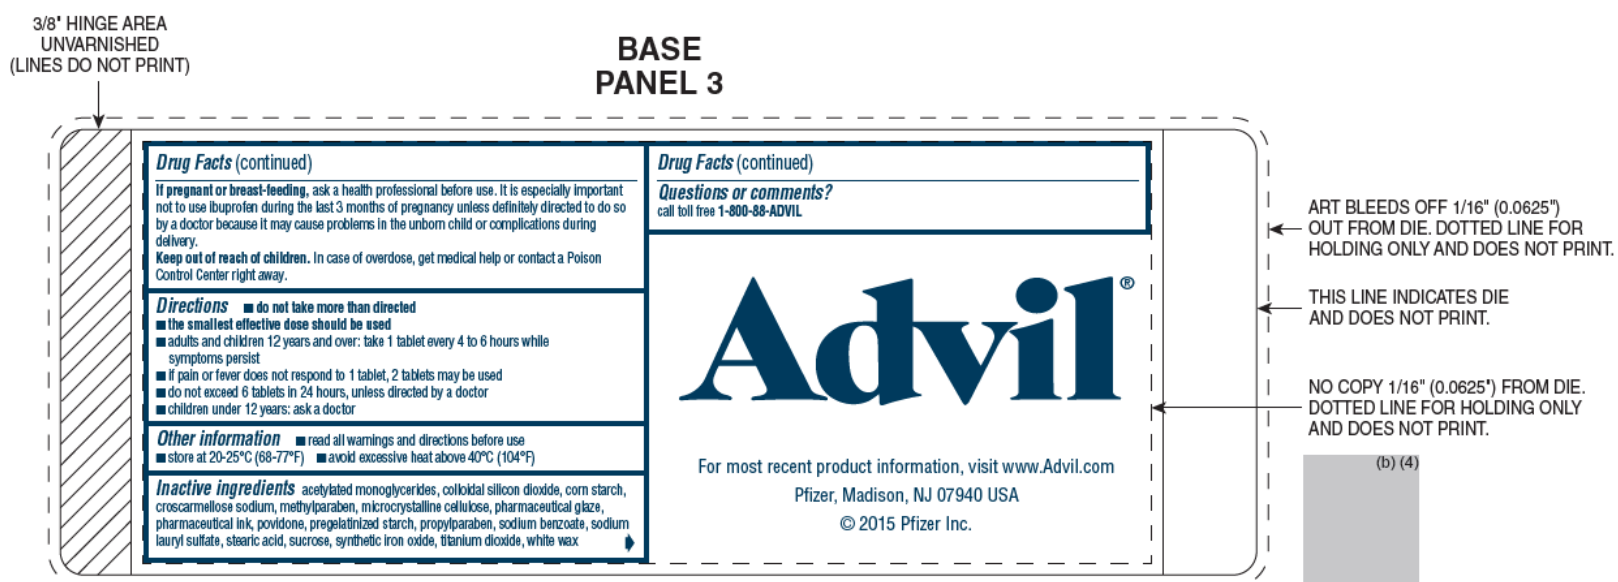 3/8" HINGE AREA
UNVARNISHED
(LINES DO NOT PRINT)
BASE
PANEL 3
Drug Facts (continued)
If pregnant or breast-feeding, ask a health professional before use. It is especially important
not to use ibuprofen during the last 3 months of pregnancy unless definitely directed to do so
by a doctor because it may cause problems in the unborn child or complications during
delivery.
Keep out of reach of children. In case of overdose, get medical help or contact a Poison
Control Center right away.
Directions ■ do not take more than directed
■ the smallest effective dose should be used
■ adults and children 12 years and over: take 1 tablet every 4 to 6 hours while
symptoms persist
■ if pain or fever does not respond to 1 tablet, 2 tablets may be used
■ do not exceed 6 tablets in 24 hours, unless directed by a doctor
■ children under 12 years: ask a doctor
Other information ■ read all warnings and directions before use
■ store at 20-25°C (68-77°F) ■ avoid excessive heat above 40°C (104°F)
Inactive ingredients acetylated monoglycerides, colloidal silicon dioxide, corn starch,
croscarmellose sodium, methylparaben, microcrystalline cellulose, pharmaceutical glaze,
pharmaceutical ink, povidone, pregelatinized starch, propylparaben, sodium benzoate, sodium
lauryl sulfate, stearic acid, sucrose, synthetic iron oxide, titanium dioxide, white wax
Drug Facts (continued)
Questions or comments?
call toll free 1-800-88-ADVIL
Advil®
For most recent product information, visit www.Advil.com
Pfizer, Madison, NJ 07940 USA
© 2015 Pfizer Inc.
ART BLEEDS OFF 1/16" (0.0625")
OUT FROM DIE. DOTTED LINE FOR
HOLDING ONLY AND DOES NOT PRINT.
THIS LINE INDICATES DIE
AND DOES NOT PRINT.
NO COPY 1/16" (0.0625") FROM DIE.
DOTTED LINE FOR HOLDING ONLY
AND DOES NOT PRINT.
(b) (4)